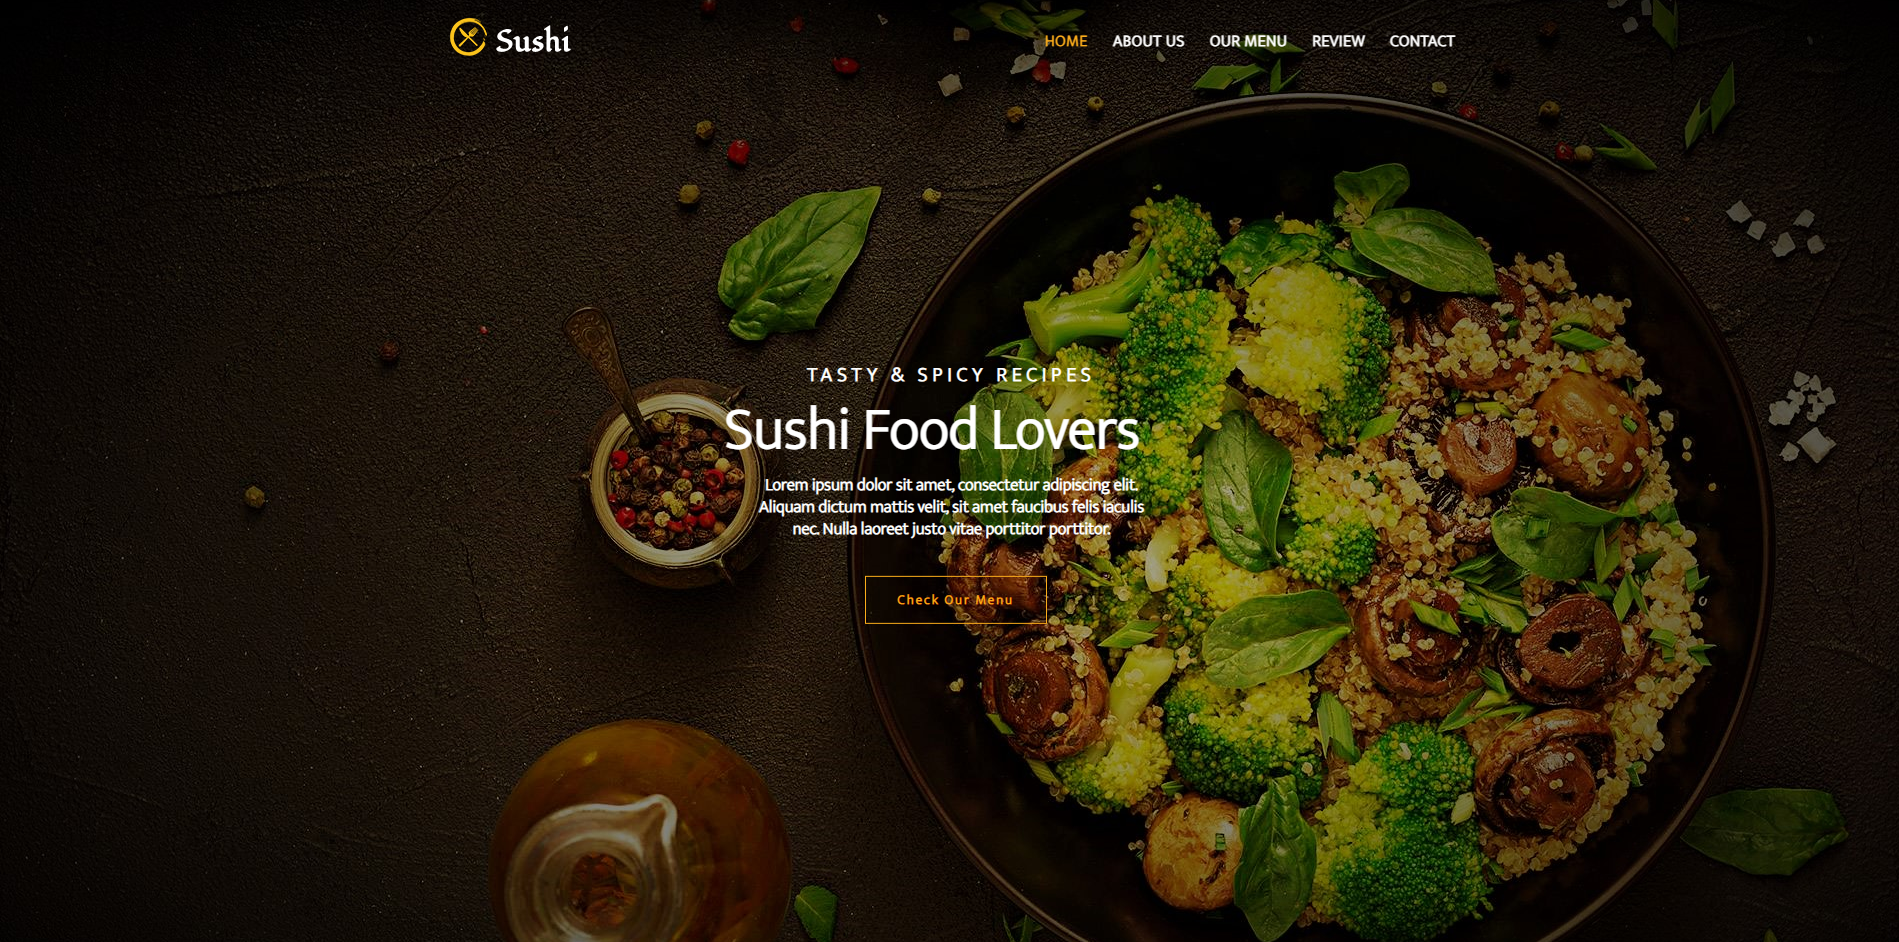 Sushi
HOME ABOUT US OUR MENU REVIEW CONTACT
TASTY & SPICY RECIPES
Sushi Food Lovers
Lorem ipsum dolor sit amet, consectetur adipiscing elit.
Aliquam dictum mattis velit, sit amet faucibus felis iaculis
nec. Nulla laoreet justo vitae porttitor porttitor.
Check Our Menu